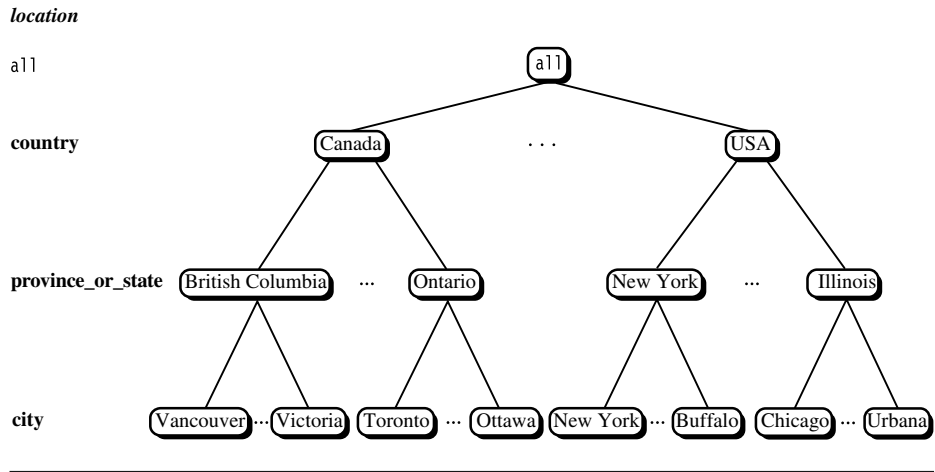 location
all all
country Canada . . . USA
province_or_state British Columbia ... Ontario New York ... Illinois
city Vancouver ... Victoria Toronto ... Ottawa New York ... Buffalo Chicago ... Urbana